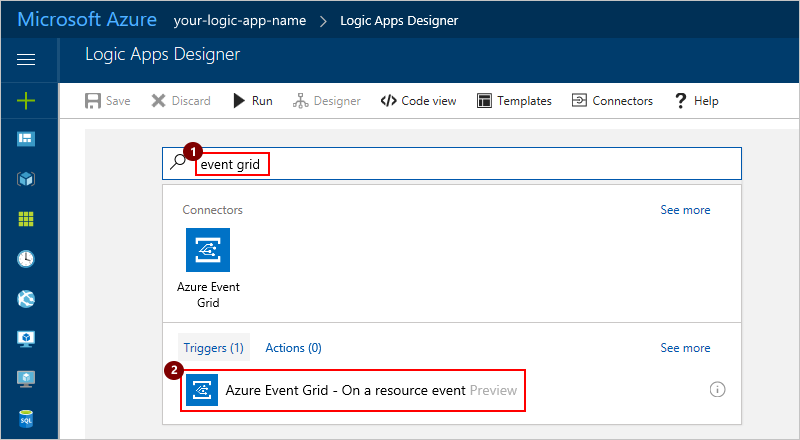 Microsoft Azure your-logic-app-name > Logic Apps Designer
Logic Apps Designer
Save Discard Run Designer Code view Templates Connectors Help
1
event grid
Connectors See more
Azure Event
Grid
Triggers (1) Actions (0) See more
2
Azure Event Grid - On a resource event Preview
SQL